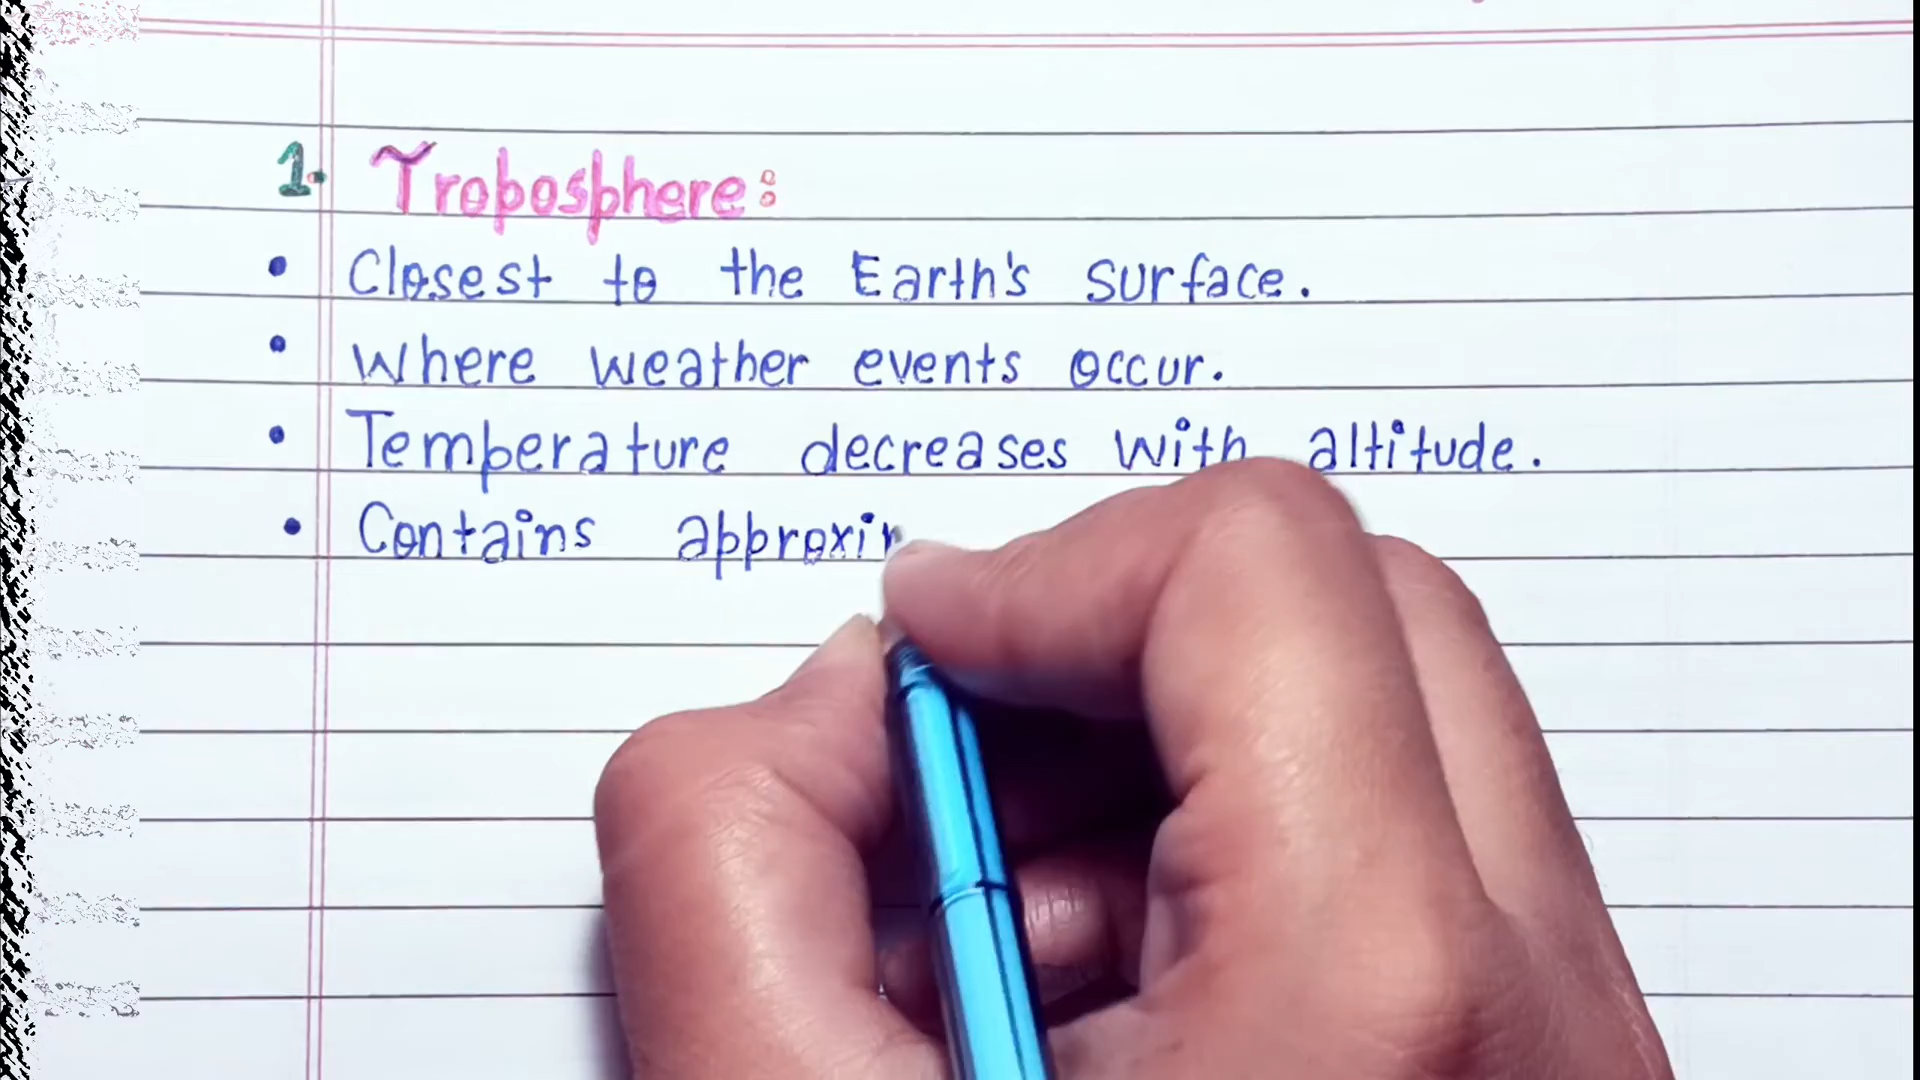 1. Troposphere:
• Closest to the Earth's surface.
• Where weather events occur.
• Temperature decreases with altitude.
• Contains